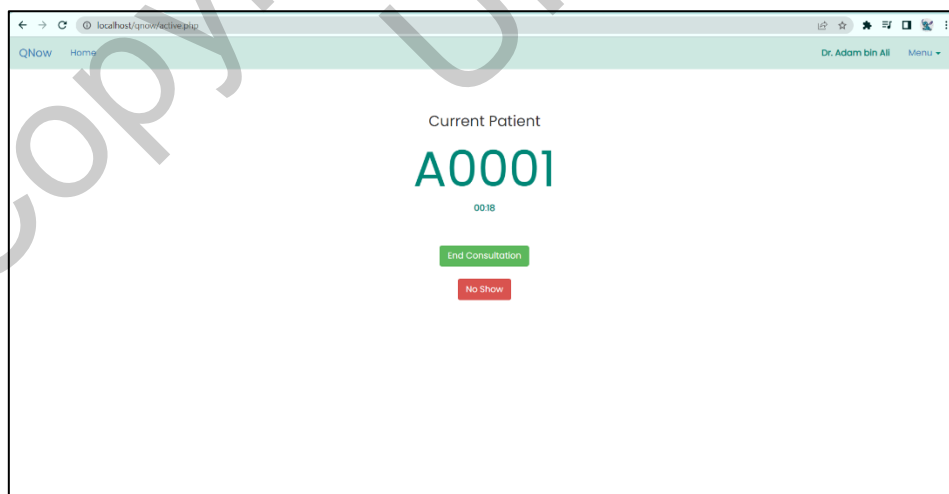 localhost/qnow/active.php
QNow Home Dr. Adam bin Ali Menu
Current Patient
A0001
00:18
End Consultation
No Show
Copy
U